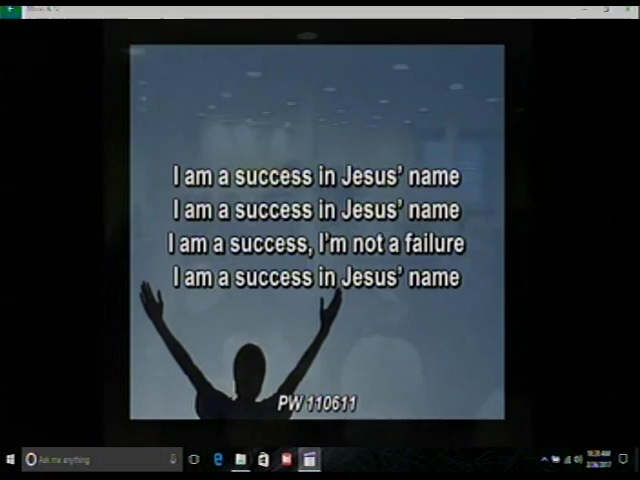 I am a success in Jesus' name
I am a success in Jesus' name
I am a success, I'm not a failure
I am a success in Jesus' name
PW 110611
Ask me anything